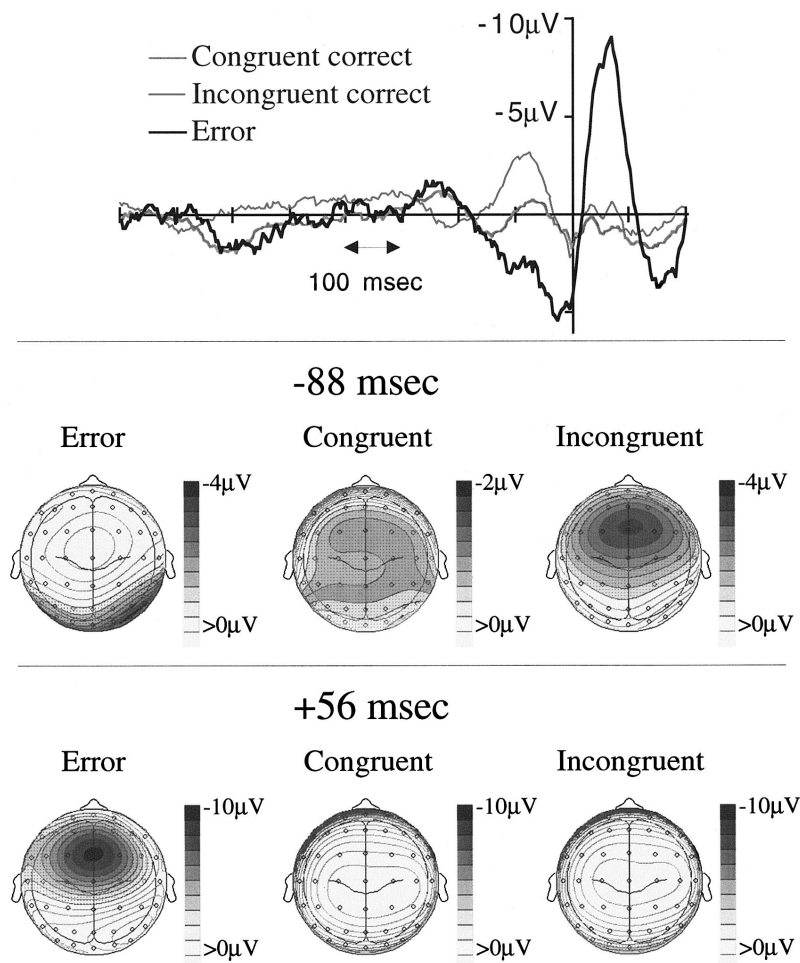 -10µV
Congruent correct
Incongruent correct
-5µV
Error
100 msec
-88 msec
Error
Congruent
Incongruent
-4µV
-2µV
-4µV
>0µV
>0µV
>0µV
+56 msec
Error
Congruent
Incongruent
-10µV
-10µV
-10µV
>0µV
>0µV
>0µV